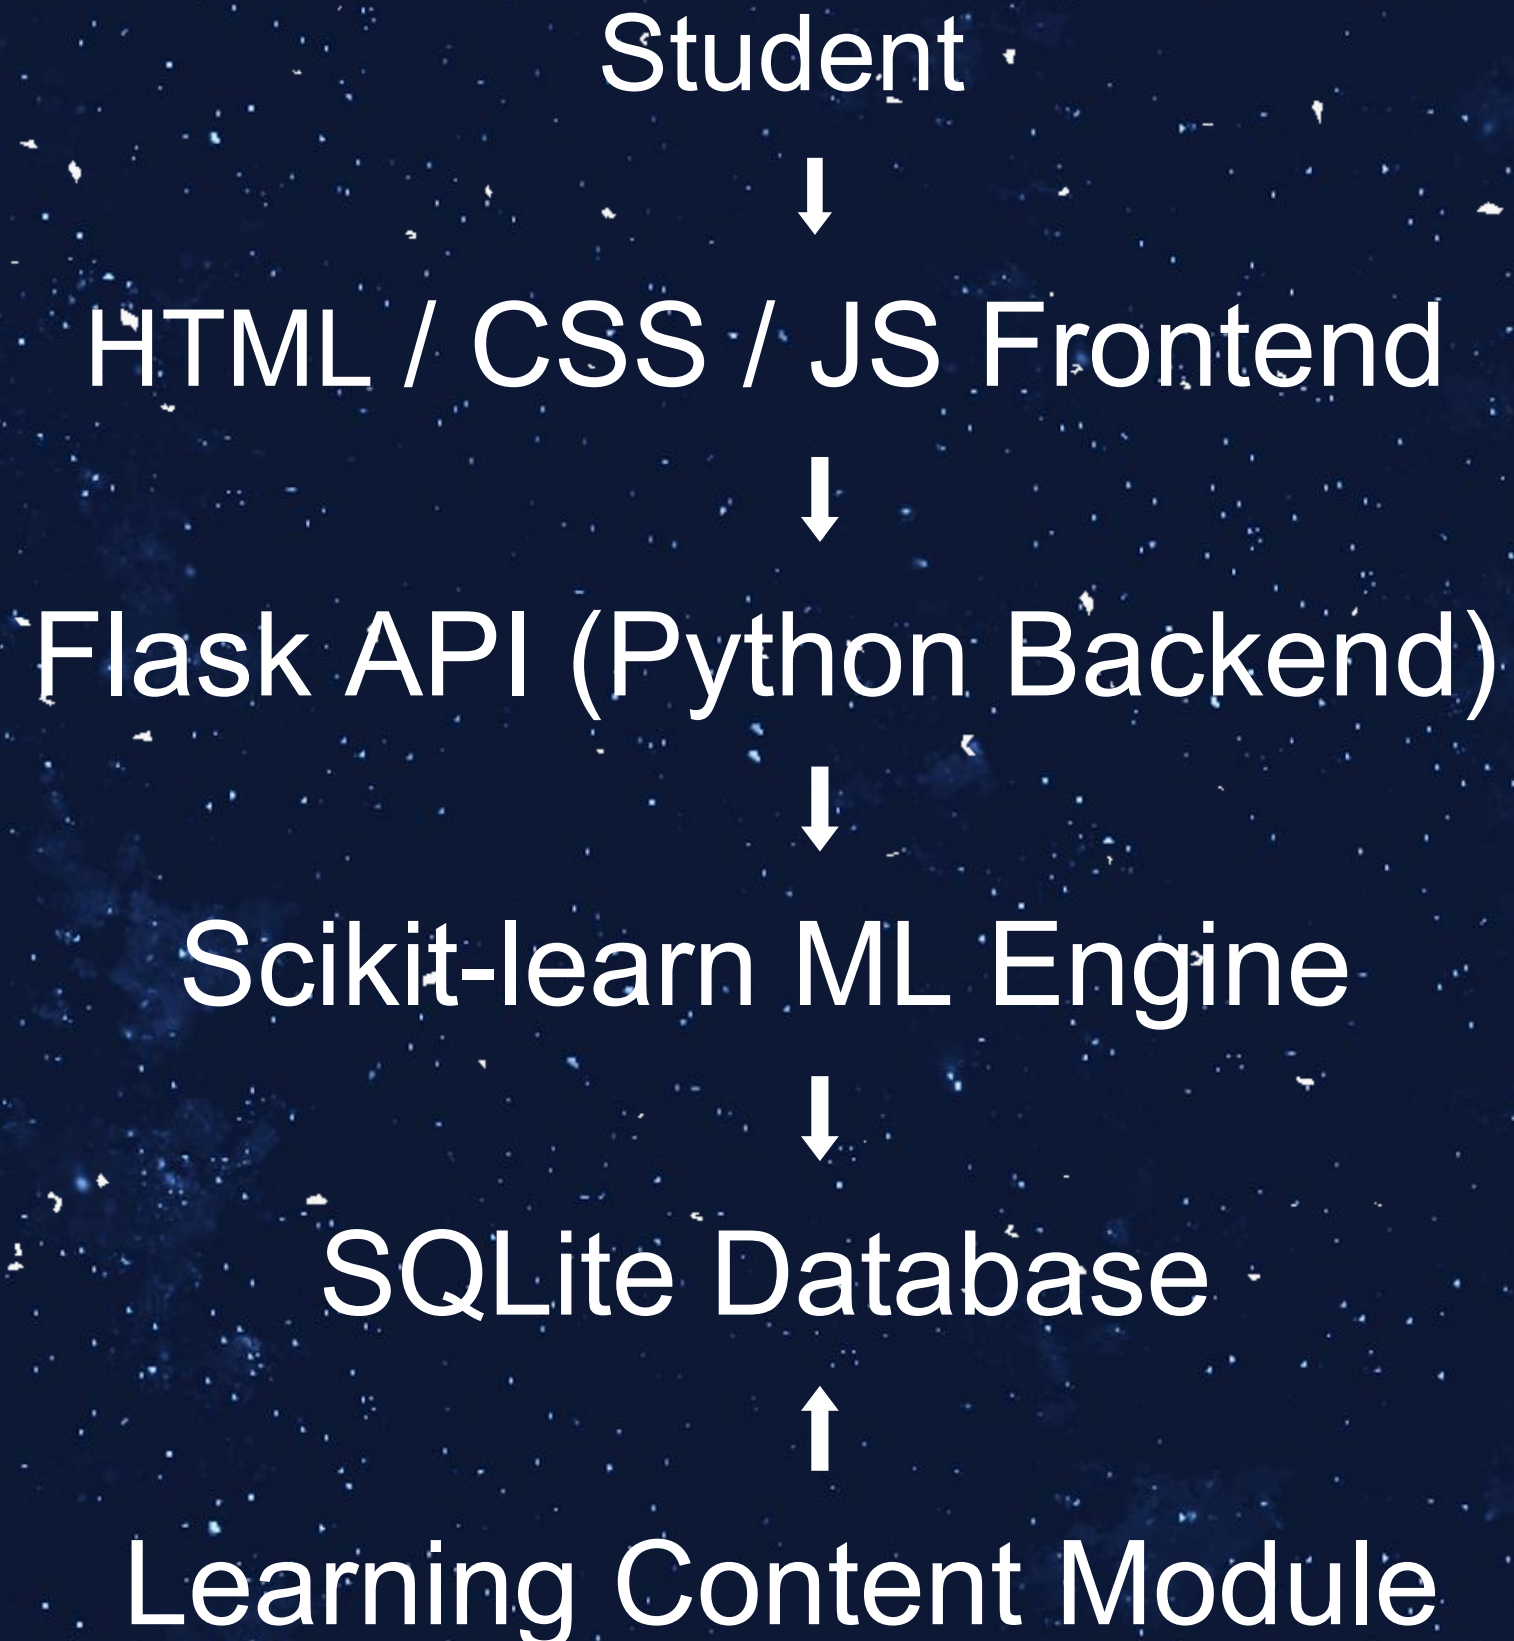 Student
HTML / CSS / JS Frontend
Flask API (Python Backend)
Scikit-learn ML Engine
SQLite Database
Learning Content Module